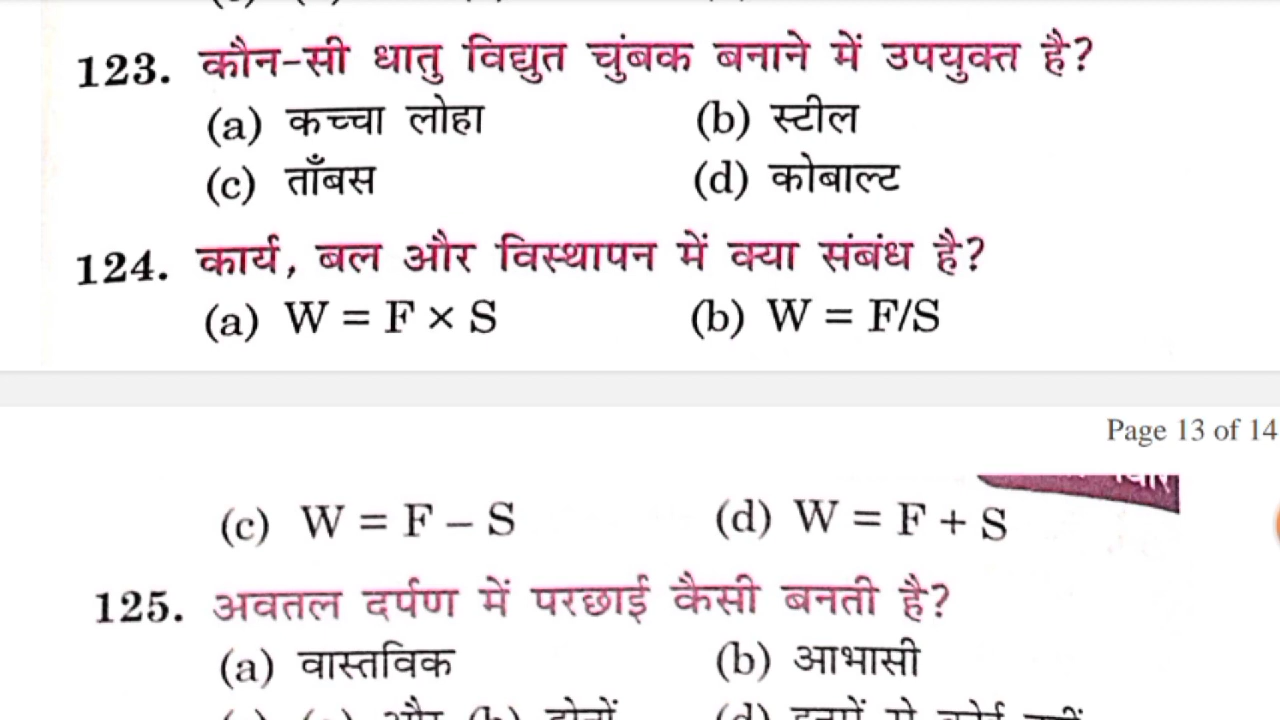 123. कौन-सी धातु विद्युत चुंबक बनाने में उपयुक्त है?
(a) कच्चा लोहा (b) स्टील
(c) ताँबस (d) कोबाल्ट
124. कार्य, बल और विस्थापन में क्या संबंध है?
(a) W = F × S (b) W = F/S
Page 13 of 14
(c) W = F – S (d) W = F + S
125. अवतल दर्पण में परछाई कैसी बनती है?
(a) वास्तविक (b) आभासी